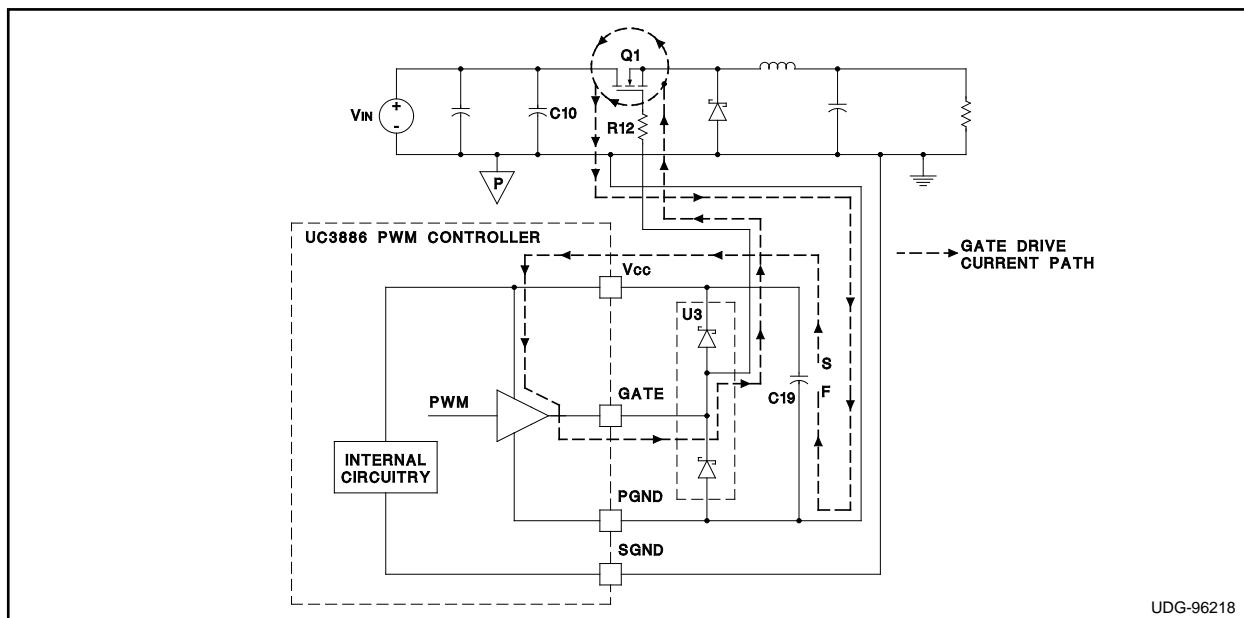 Q1
VIN
+
-
C10
R12
P
UC3886 PWM CONTROLLER
GATE DRIVE
CURRENT PATH
VCC
U3
S
F
C19
GATE
PWM
INTERNAL
CIRCUITRY
PGND
SGND
UDG-96218